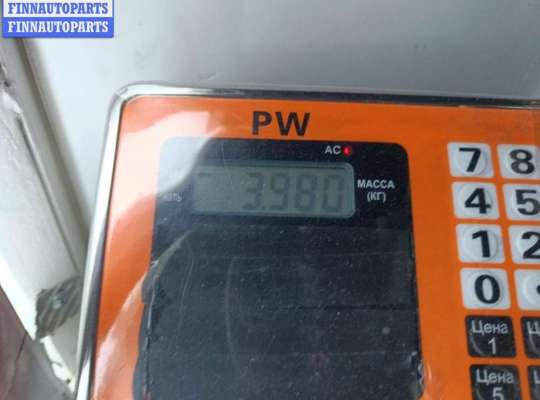 FINNAUTOPARTS
FINNAUTOPARTS
PW
AC
3.980
МАССА
(КГ)
7 8
4 5
1 2
0
Цена
1
Цена
5